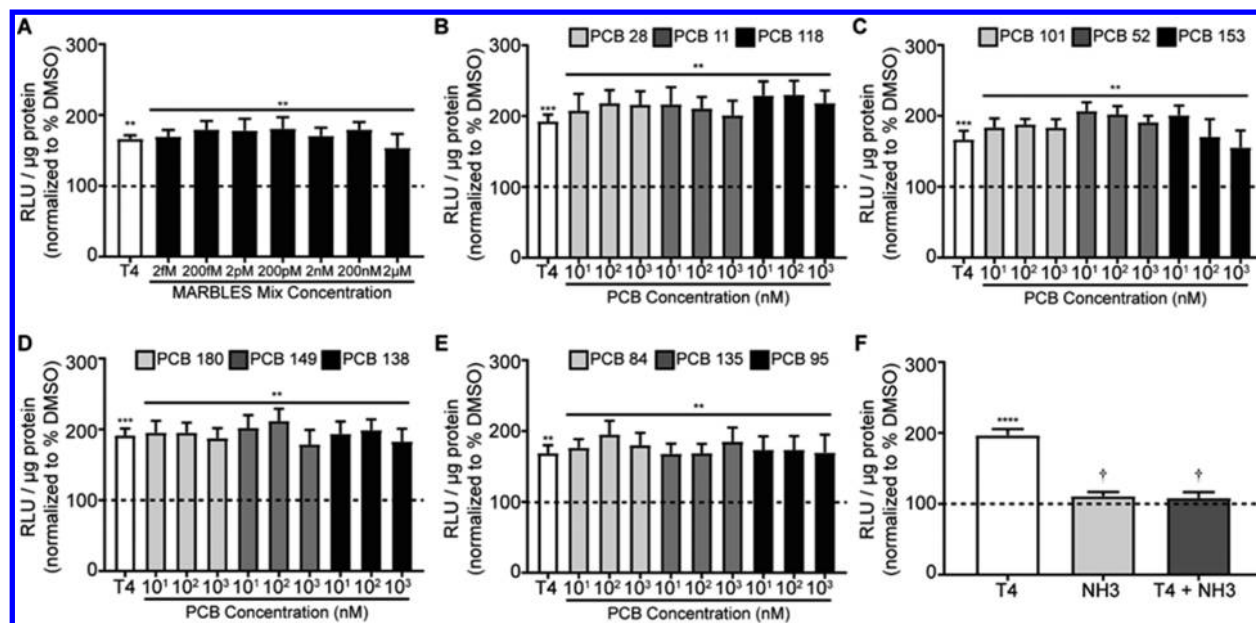 A
RLU / µg protein
(normalized to % DMSO)
300
200
100
0
**
**
T4
2fM
200fM
2pM
200pM
2nM
200nM
2µM
MARBLES Mix Concentration
B
PCB 28
PCB 11
PCB 118
RLU / µg protein
(normalized to % DMSO)
300
200
100
0
***
**
T4
10¹
10²
10³
10¹
10²
10³
10¹
10²
10³
PCB Concentration (nM)
C
PCB 101
PCB 52
PCB 153
RLU / µg protein
(normalized to % DMSO)
300
200
100
0
***
**
T4
10¹
10²
10³
10¹
10²
10³
10¹
10²
10³
PCB Concentration (nM)
D
PCB 180
PCB 149
PCB 138
RLU / µg protein
(normalized to % DMSO)
300
200
100
0
***
**
T4
10¹
10²
10³
10¹
10²
10³
10¹
10²
10³
PCB Concentration (nM)
E
PCB 84
PCB 135
PCB 95
RLU / µg protein
(normalized to % DMSO)
300
200
100
0
**
**
T4
10¹
10²
10³
10¹
10²
10³
10¹
10²
10³
PCB Concentration (nM)
F
RLU / µg protein
(normalized to % DMSO)
300
200
100
0
****
†
†
T4
NH3
T4 + NH3